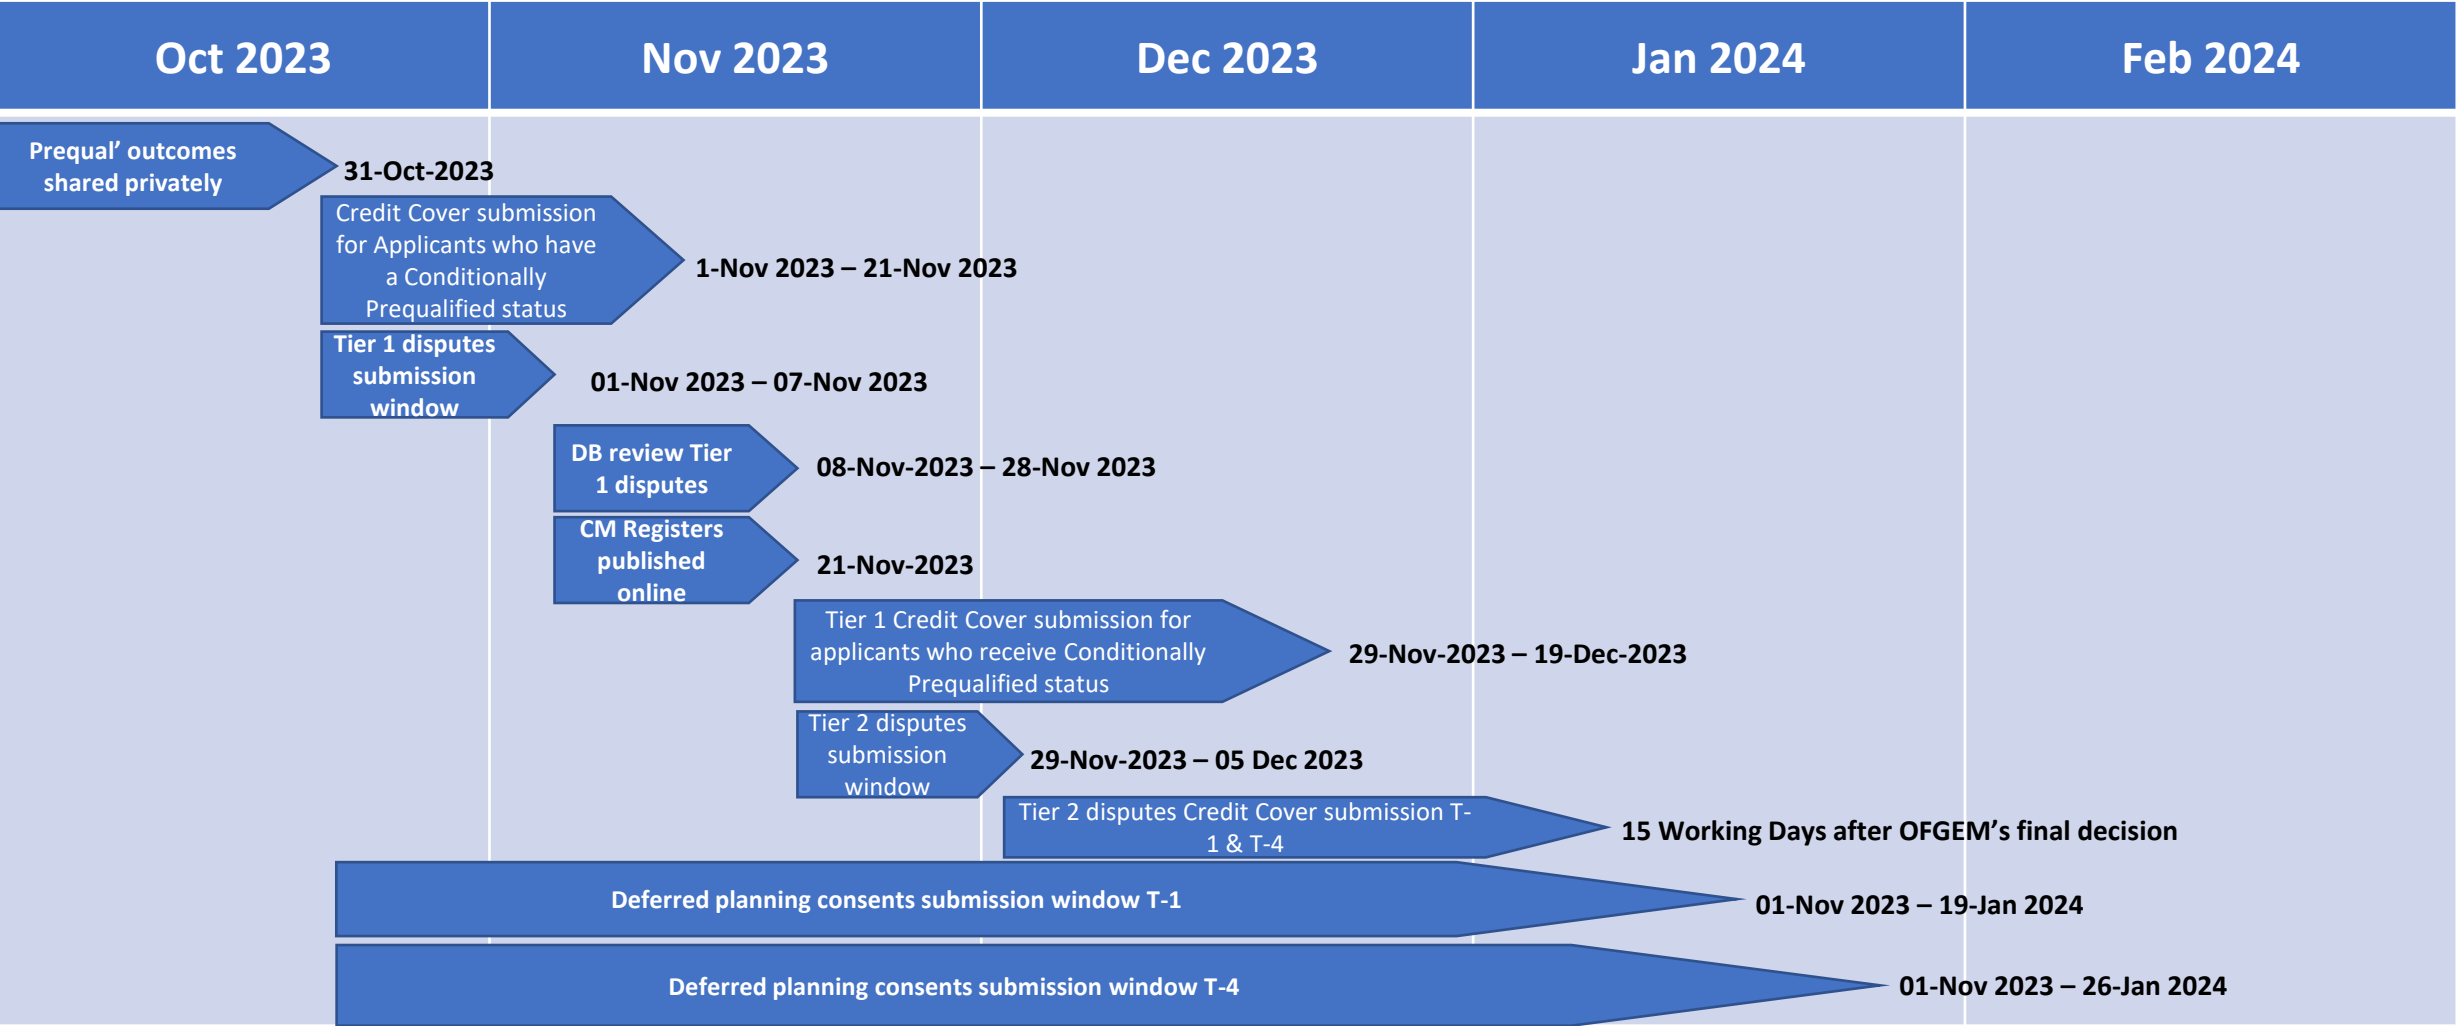 Oct 2023
Nov 2023
Dec 2023
Jan 2024
Feb 2024
Prequal’ outcomes
shared privately
31-Oct-2023
Credit Cover submission
for Applicants who have
a Conditionally
Prequalified status
1-Nov 2023 – 21-Nov 2023
Tier 1 disputes
submission
window
01-Nov 2023 – 07-Nov 2023
DB review Tier
1 disputes
08-Nov-2023 – 28-Nov 2023
CM Registers
published
online
21-Nov-2023
Tier 1 Credit Cover submission for
applicants who receive Conditionally
Prequalified status
29-Nov-2023 – 19-Dec-2023
Tier 2 disputes
submission
window
29-Nov-2023 – 05 Dec 2023
Tier 2 disputes Credit Cover submission T-
1 & T-4
15 Working Days after OFGEM’s final decision
Deferred planning consents submission window T-1
01-Nov 2023 – 19-Jan 2024
Deferred planning consents submission window T-4
01-Nov 2023 – 26-Jan 2024